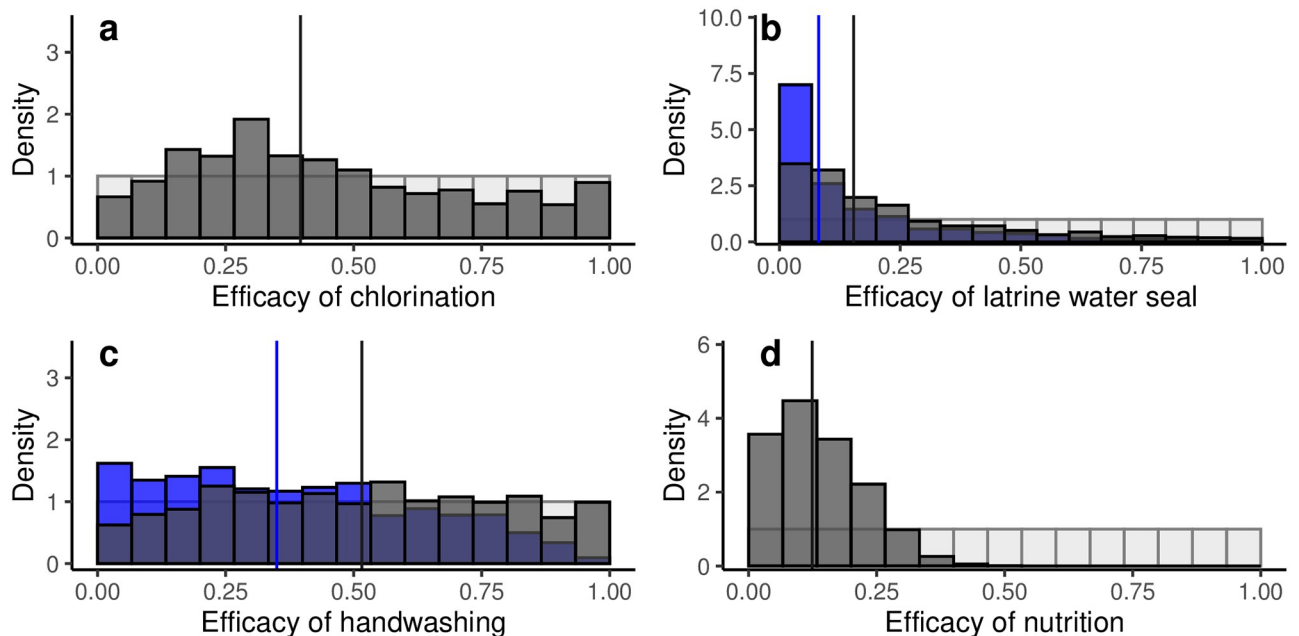 a
3
2
1
0
Density
0.00 0.25 0.50 0.75 1.00
Efficacy of chlorination
b
10.0
7.5
5.0
2.5
0.0
Density
0.00 0.25 0.50 0.75 1.00
Efficacy of latrine water seal
c
3
2
1
0
Density
0.00 0.25 0.50 0.75 1.00
Efficacy of handwashing
d
6
4
2
0
Density
0.00 0.25 0.50 0.75 1.00
Efficacy of nutrition